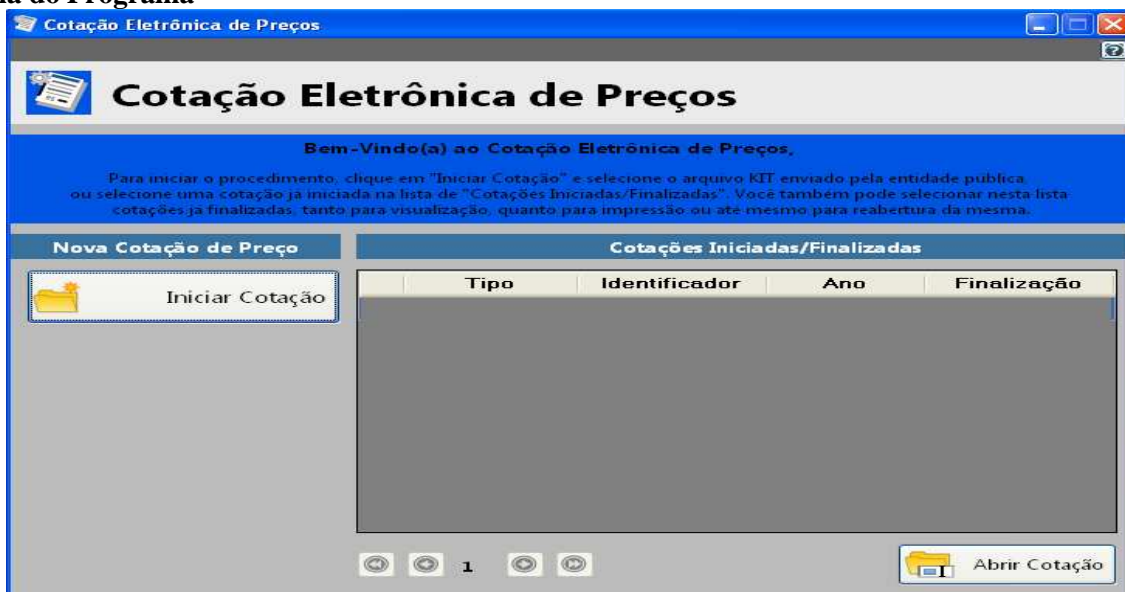 do Programa
Cotação Eletrônica de Preços
Cotação Eletrônica de Preços
Bem-Vindo(a) ao Cotação Eletrônica de Preços,
Para iniciar o procedimento, clique em "Iniciar Cotação" e selecione o arquivo KIT enviado pela entidade pública,
ou selecione uma cotação já iniciada na lista de "Cotações Iniciadas/Finalizadas". Você também pode selecionar nesta lista
cotações já finalizadas, tanto para visualização, quanto para impressão ou até mesmo para reabertura da mesma.
Nova Cotação de Preço
Cotações Iniciadas/Finalizadas
Iniciar Cotação
Tipo Identificador Ano Finalização
1
Abrir Cotação